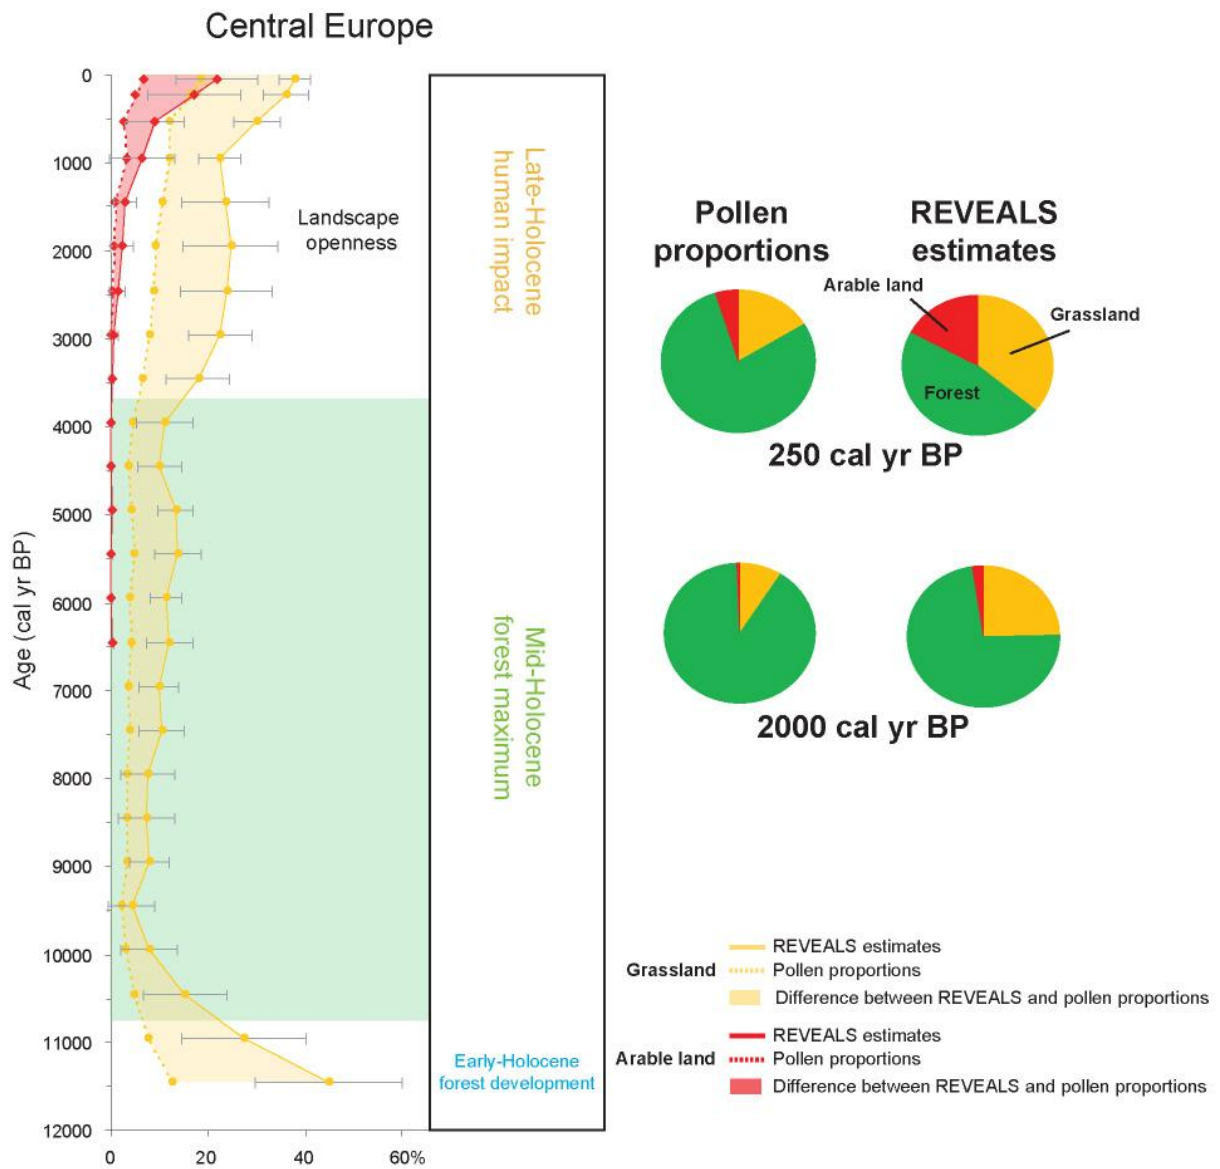 Central Europe
0
1000
2000
3000
4000
5000
6000
7000
8000
9000
10000
11000
12000
Age (cal yr BP)
0
20
40
60%
Landscape
openness
Late-Holocene
human impact
Mid-Holocene
forest maximum
Early-Holocene
forest development
Pollen
proportions
REVEALS
estimates
Arable land
Grassland
Forest
250 cal yr BP
2000 cal yr BP
Grassland
REVEALS estimates
Pollen proportions
Difference between REVEALS and pollen proportions
Arable land
REVEALS estimates
Pollen proportions
Difference between REVEALS and pollen proportions